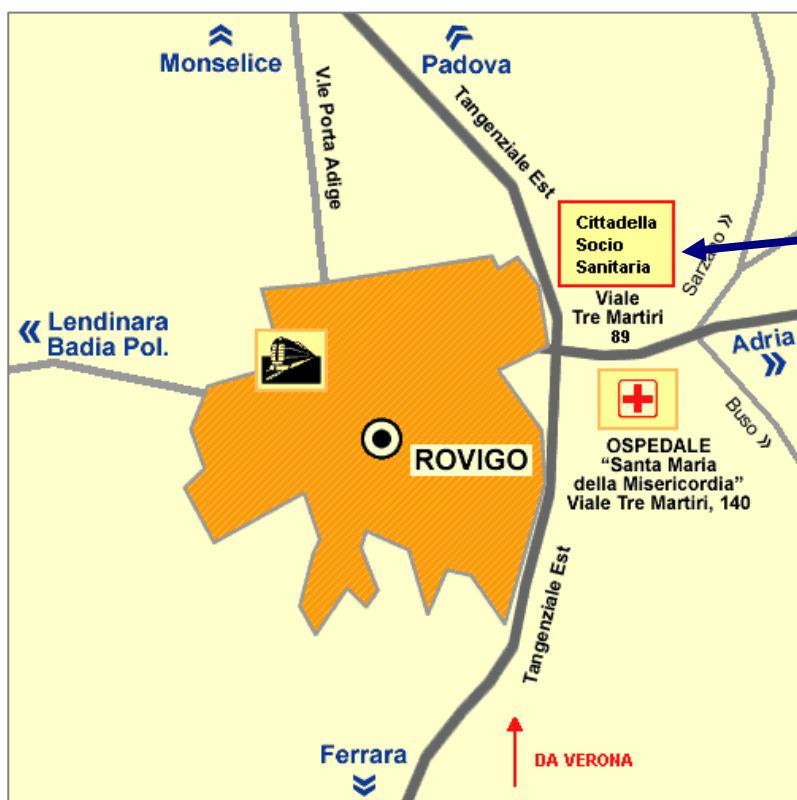 Monselice
Padova
V.le Porta Adige
Tangenziale Est
Cittadella
Socio
Sanitaria
Sarzano »
Viale
Tre Martiri
89
« Lendinara
Badia Pol.
Adria
»
Buso »
ROVIGO
OSPEDALE
“Santa Maria
della Misericordia”
Viale Tre Martiri, 140
Tangenziale Est
Ferrara
DA VERONA